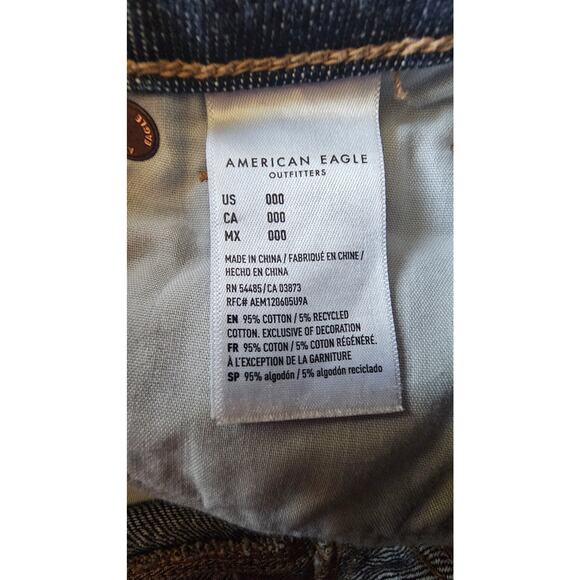 EAGLE
AMERICAN EAGLE
OUTFITTERS
US 000
CA 000
MX 000
MADE IN CHINA / FABRIQUÉ EN CHINE /
HECHO EN CHINA
RN 54485/CA 03873
RFC# AEM120605U9A
EN 95% COTTON / 5% RECYCLED
COTTON. EXCLUSIVE OF DECORATION
FR 95% COTON / 5% COTON RÉGÉNÉRÉ.
À L'EXCEPTION DE LA GARNITURE
SP 95% algodón / 5% algodón reciclado